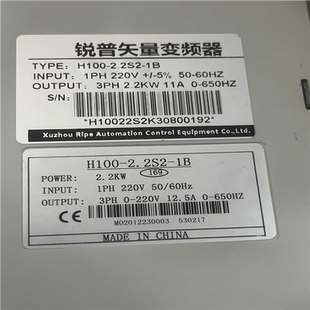 锐普矢量变频器
TYPE: H100-2.2S2-1B
INPUT: 1PH 220V +/-5% 50-60HZ
OUTPUT: 3PH 2.2KW 11A 0-650HZ
S/N:
*H10022S2K30800192*
Xuzhou Ripe Automation Control Equipment Co.,Ltd.
H100-2.2S2-1B
POWER: 2.2KW 169
INPUT: 1PH 220V 50/60Hz
OUTPUT: 3PH 0-220V 12.5A 0-650HZ
CE
MO2012230003 530217
MADE IN CHINA